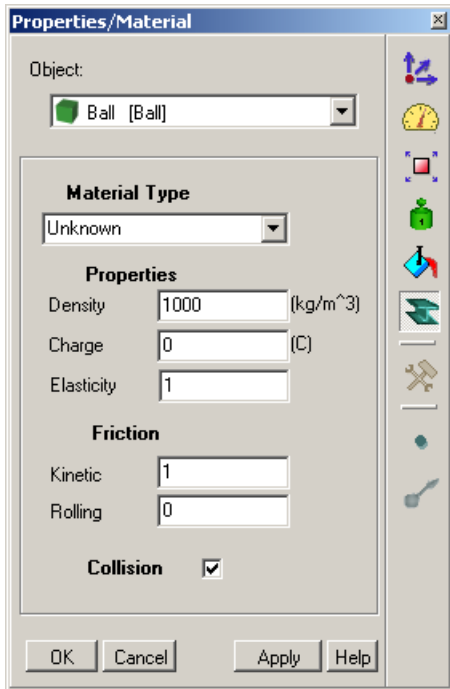 Properties/Material
Object:
Ball [Ball]
Material Type
Unknown
Properties
Density 1000 (kg/m^3)
Charge 0 (C)
Elasticity 1
Friction
Kinetic 1
Rolling 0
Collision
OK Cancel Apply Help